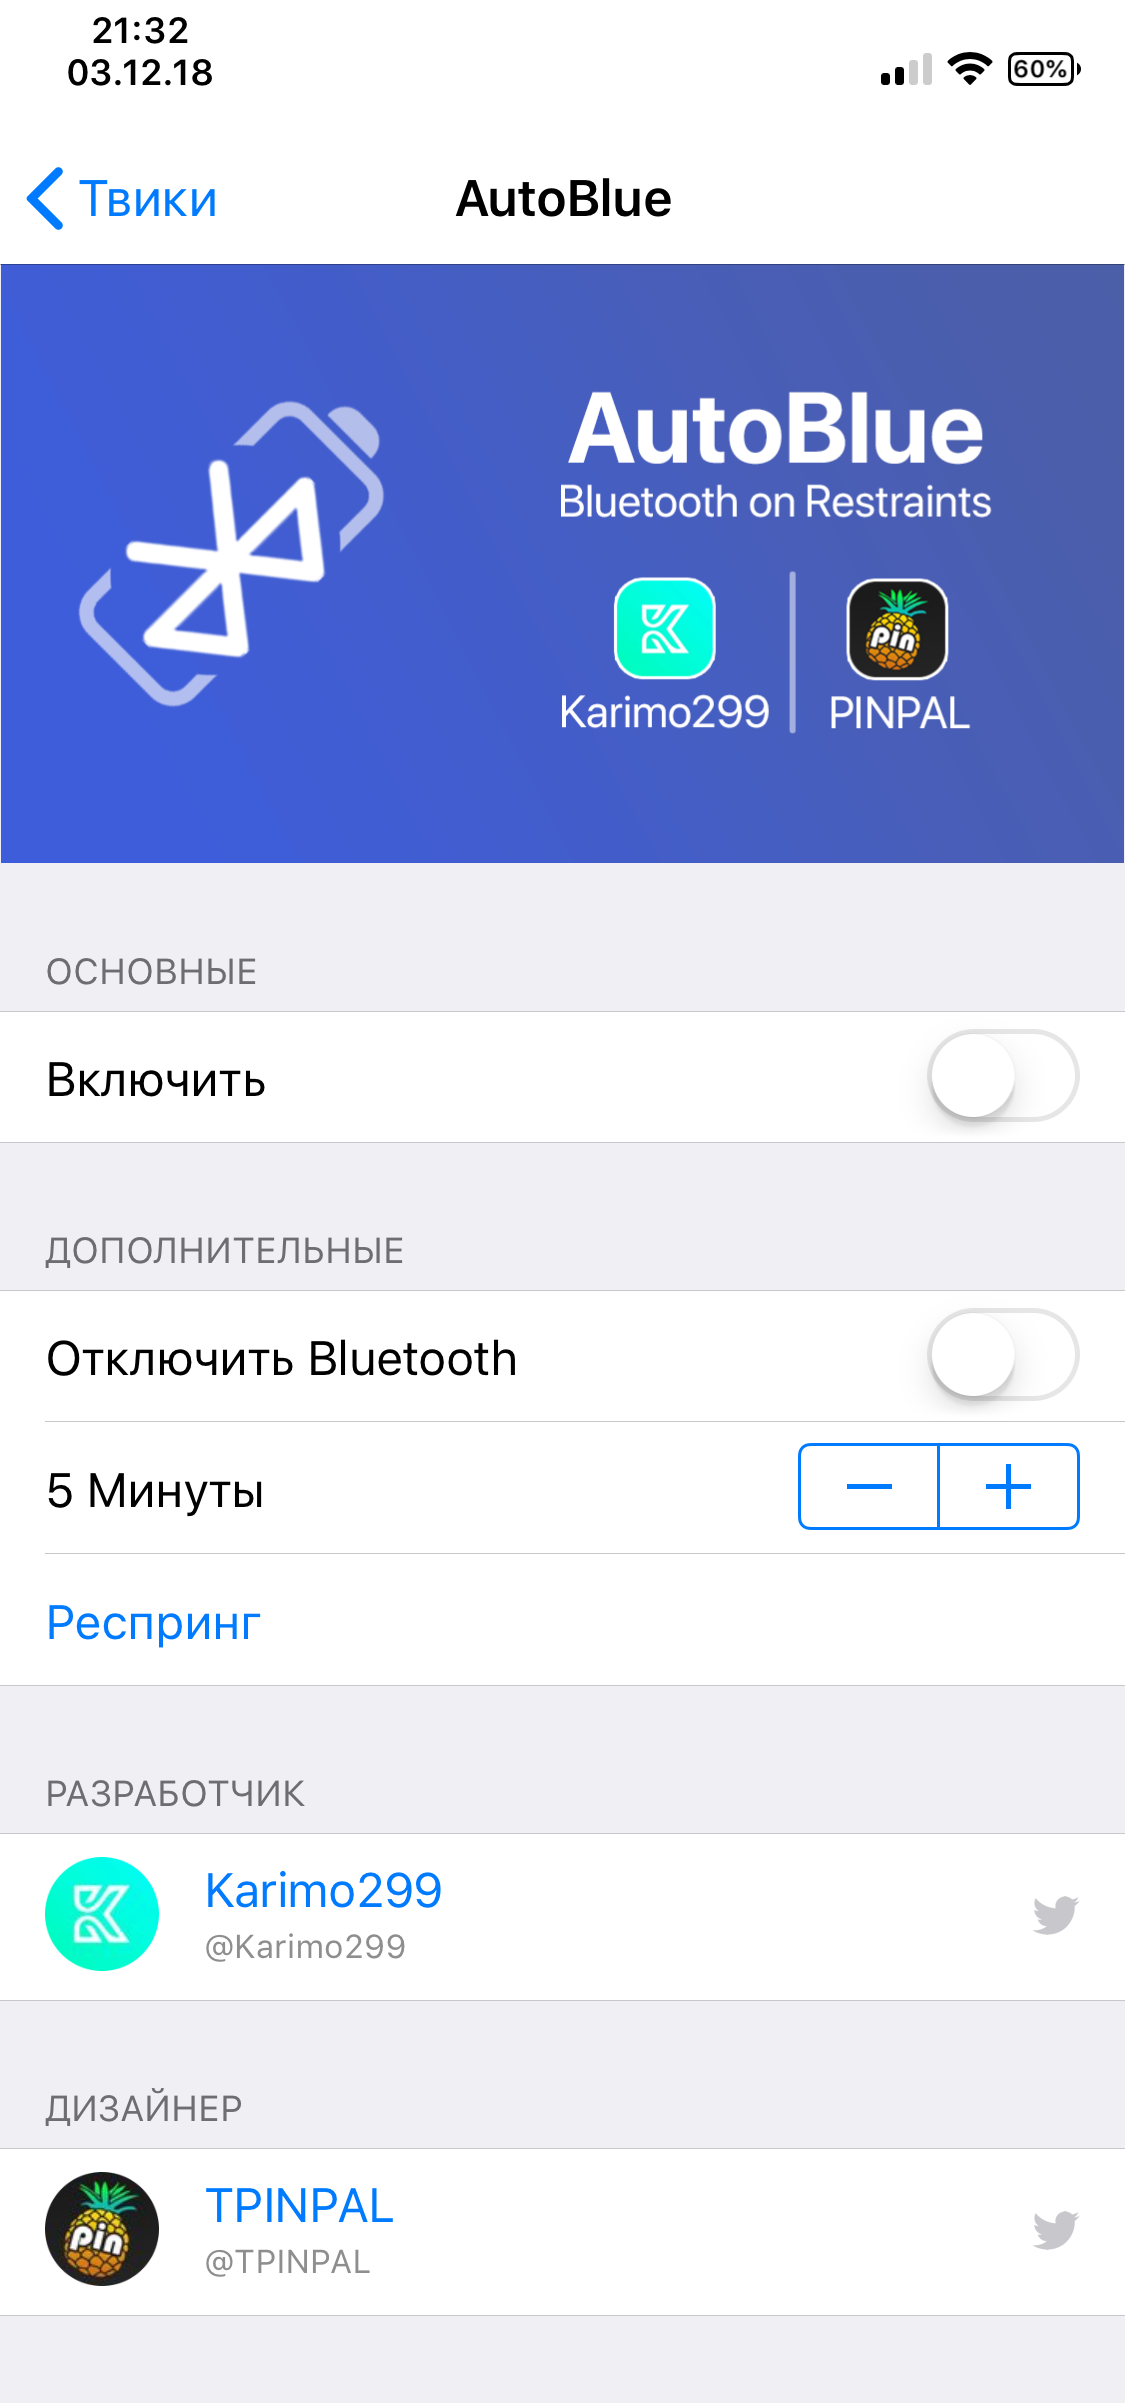 21:32
03.12.18
60%
Твики
AutoBlue
AutoBlue
Bluetooth on Restraints
pin
Karimo299
PINPAL
ОСНОВНЫЕ
Включить
ДОПОЛНИТЕЛЬНЫЕ
Отключить Bluetooth
5 Минуты
Респринг
РАЗРАБОТЧИК
Karimo299
@Karimo299
ДИЗАЙНЕР
pin
TPINPAL
@TPINPAL